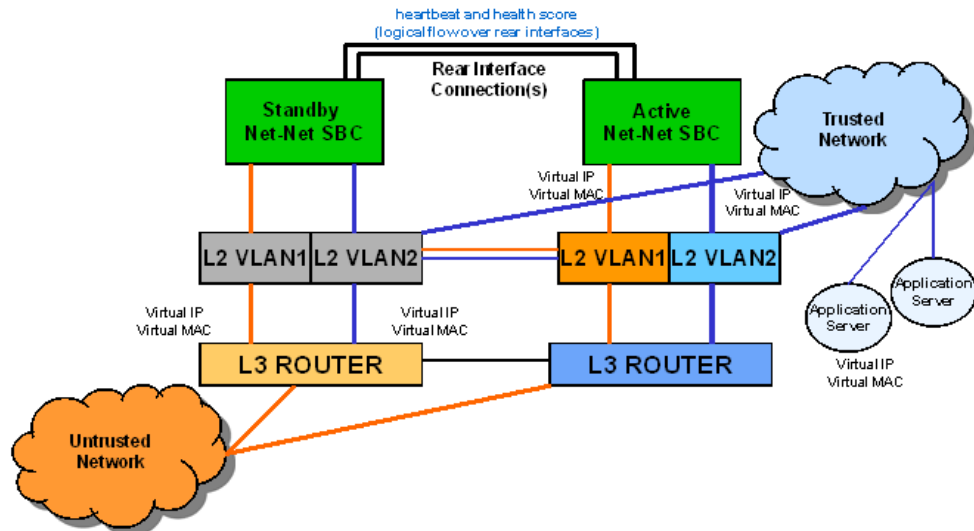 heartbeat and health score
(logical flow over rear interfaces)
Rear Interface
Connection(s)
Standby
Net-Net SBC
Active
Net-Net SBC
Trusted
Network
Virtual IP
Virtual MAC
Virtual IP
Virtual MAC
L2 VLAN1
L2 VLAN2
L2 VLAN1
L2 VLAN2
Application
Server
Application
Server
Virtual IP
Virtual MAC
Virtual IP
Virtual MAC
Virtual IP
Virtual MAC
L3 ROUTER
L3 ROUTER
Untrusted
Network